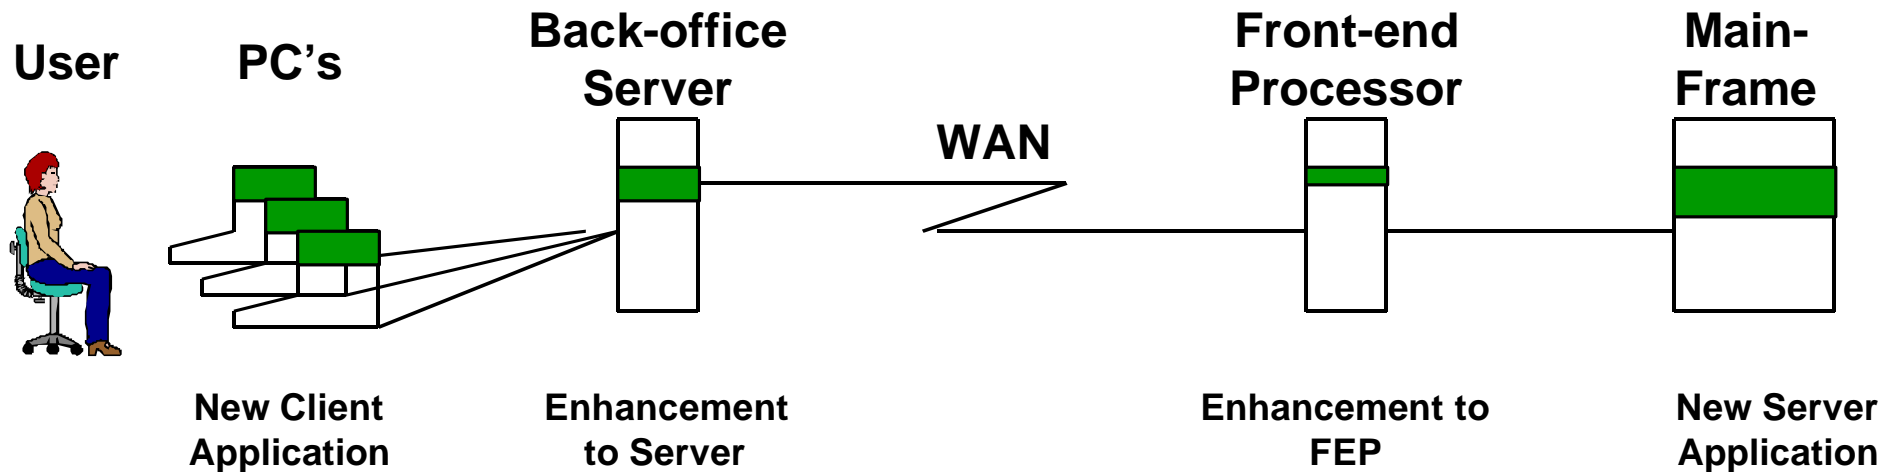 User
PC’s
Back-office
Server
WAN
Front-end
Processor
Main-
Frame
New Client
Application
Enhancement
to Server
Enhancement to
FEP
New Server
Application